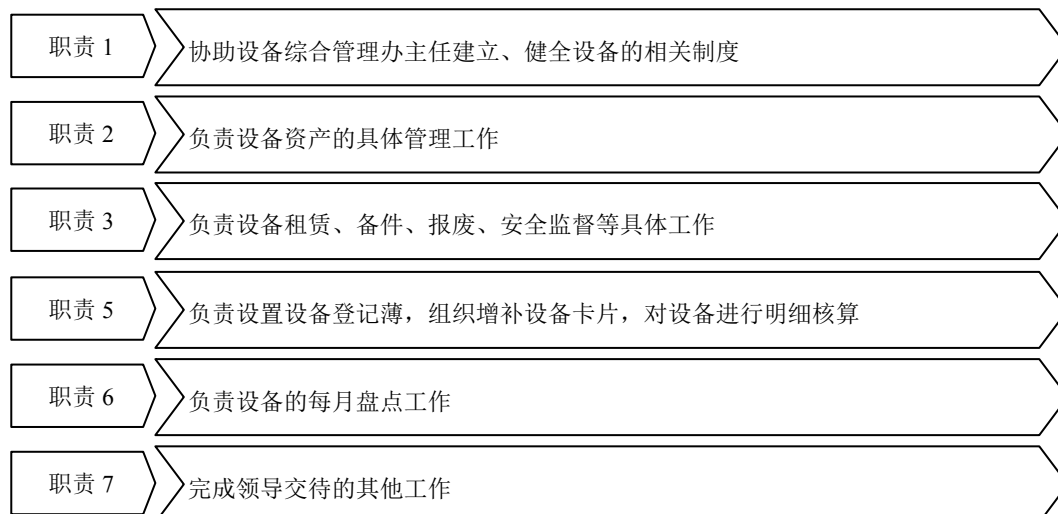 职责 1
协助设备综合管理办主任建立、健全设备的相关制度
职责 2
负责设备资产的具体管理工作
职责 3
负责设备租赁、备件、报废、安全监督等具体工作
职责 5
负责设置设备登记薄，组织增补设备卡片，对设备进行明细核算
职责 6
负责设备的每月盘点工作
职责 7
完成领导交待的其他工作